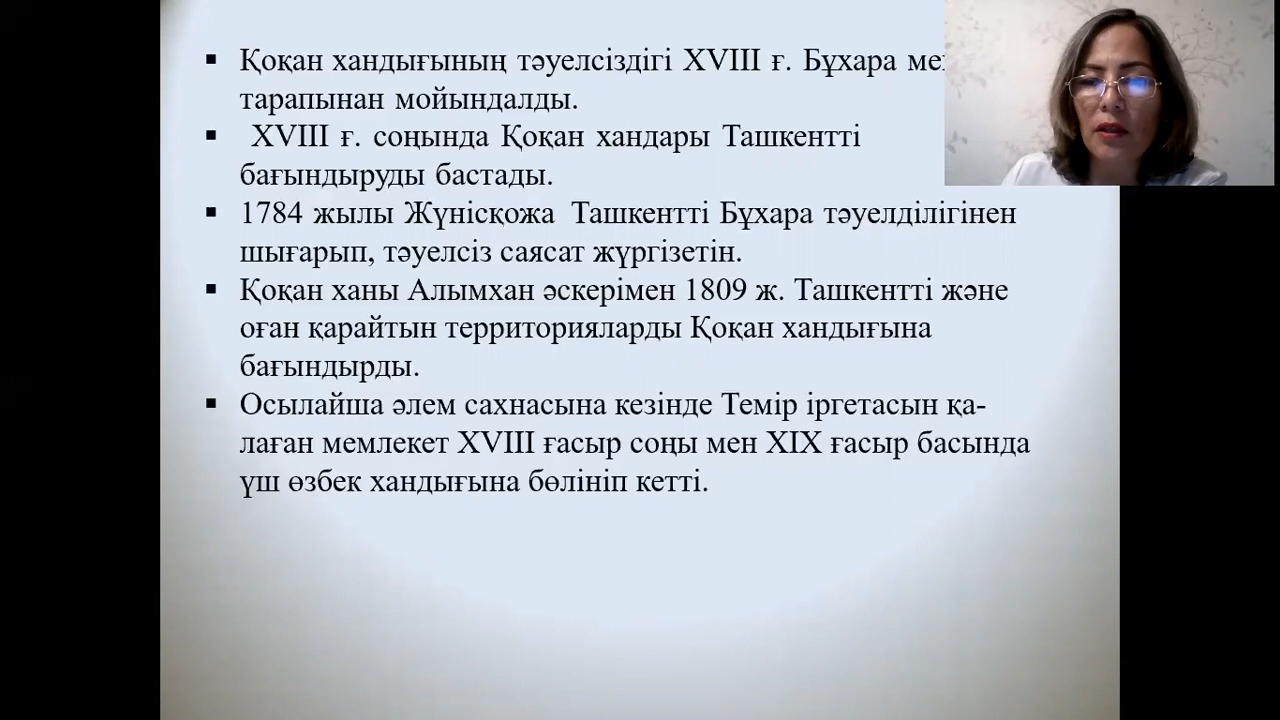 ▪ Қоқан хандығының тәуелсіздігі XVIII ғ. Бұхара
тарапынан мойындалды.
▪ XVIII ғ. соңында Қоқан хандары Ташкентті
бағындыруды бастады.
▪ 1784 жылы Жүнісқожа Ташкентті Бұхара тәуелділігінен
шығарып, тәуелсіз саясат жүргізетін.
▪ Қоқан ханы Алымхан әскерімен 1809 ж. Ташкентті және
оған қарайтын территорияларды Қоқан хандығына
бағындырды.
▪ Осылайша әлем сахнасына кезінде Темір іргетасын қа-
лаған мемлекет XVIII ғасыр соңы мен XIX ғасыр басында
үш өзбек хандығына бөлініп кетті.